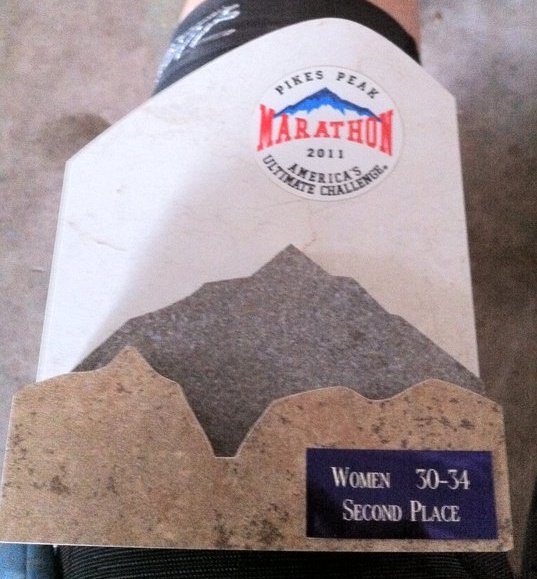 PIKES PEAK
MARATHON
2011
AMERICA'S
ULTIMATE CHALLENGE®
WOMEN 30-34
SECOND PLACE